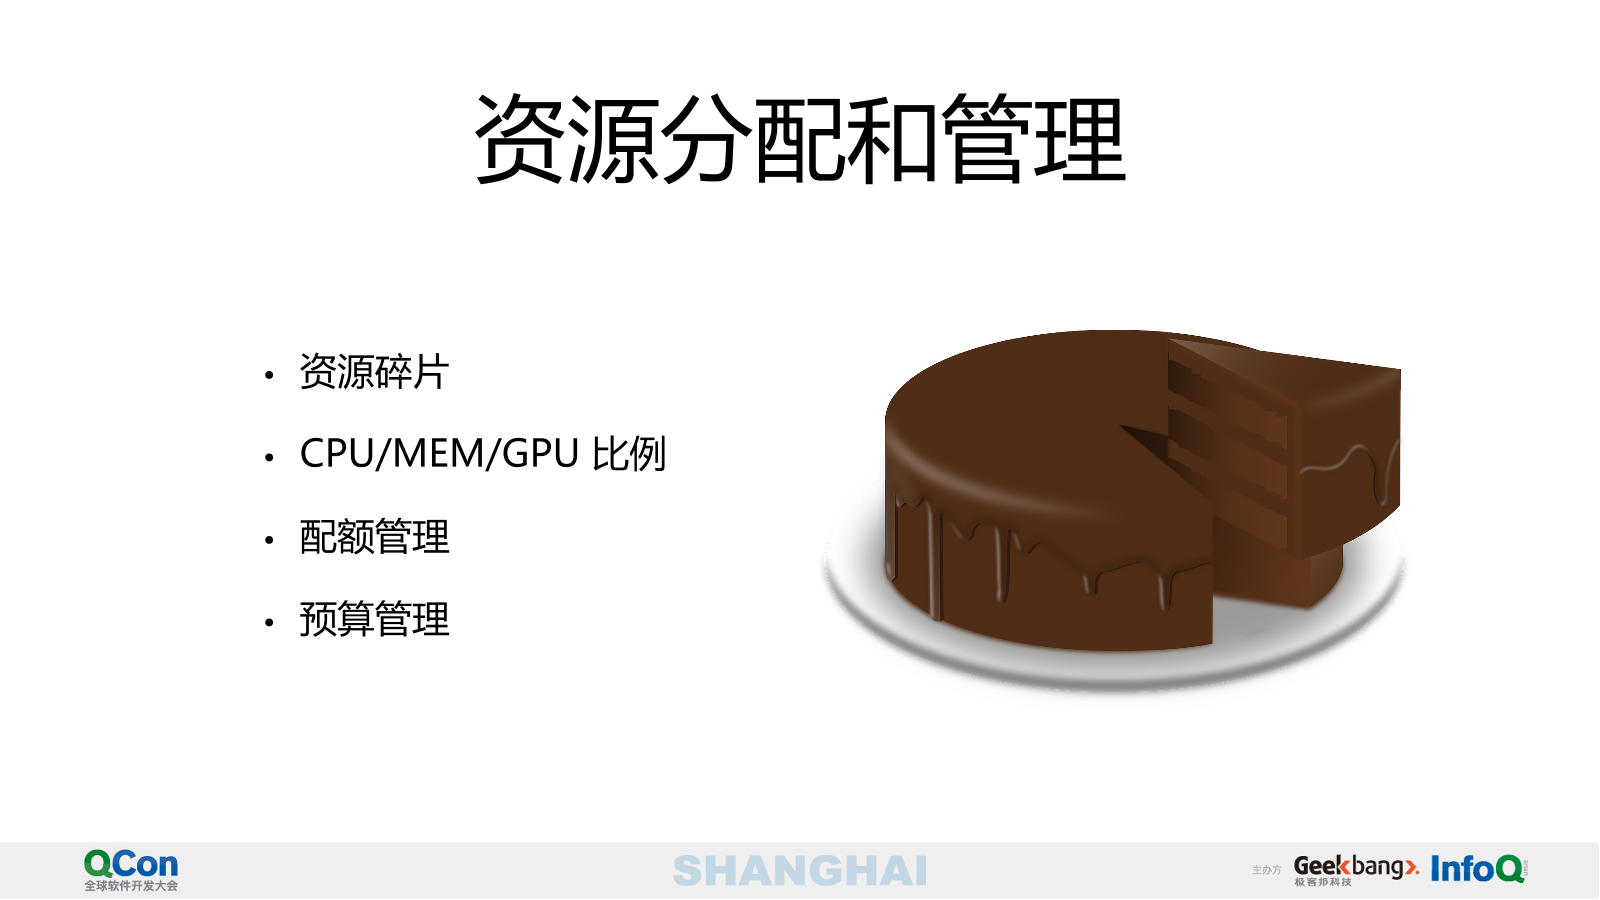 资源分配和管理
• 资源碎片
• CPU/MEM/GPU 比例
• 配额管理
• 预算管理
QCon
全球软件开发大会
SHANGHAI
主办方
Geekbang
极客邦科技
InfoQ